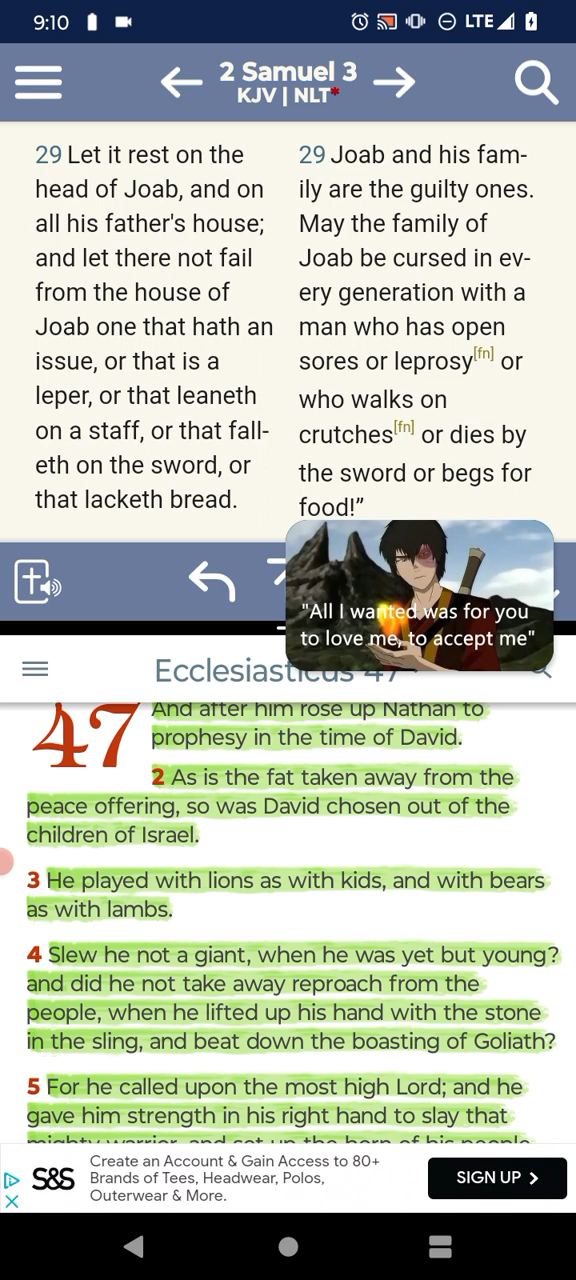 9:10
LTE
2 Samuel 3
KJV | NLT*
29 Let it rest on the
head of Joab, and on
all his father's house;
and let there not fail
from the house of
Joab one that hath an
issue, or that is a
leper, or that leaneth
on a staff, or that fall-
eth on the sword, or
that lacketh bread.
29 Joab and his fam-
ily are the guilty ones.
May the family of
Joab be cursed in ev-
ery generation with a
man who has open
sores or leprosy[fn] or
who walks on
crutches[fn] or dies by
the sword or begs for
food!”
"All I wanted was for you
to love me, to accept me"
Ecclesiasticus 47
47 And after him rose up Nathan to
prophesy in the time of David.
2 As is the fat taken away from the
peace offering, so was David chosen out of the
children of Israel.
3 He played with lions as with kids, and with bears
as with lambs.
4 Slew he not a giant, when he was yet but young?
and did he not take away reproach from the
people, when he lifted up his hand with the stone
in the sling, and beat down the boasting of Goliath?
5 For he called upon the most high Lord; and he
gave him strength in his right hand to slay that
mighty warrior, and set up the horn of his people
S&S
Create an Account & Gain Access to 80+
Brands of Tees, Headwear, Polos,
Outerwear & More.
SIGN UP